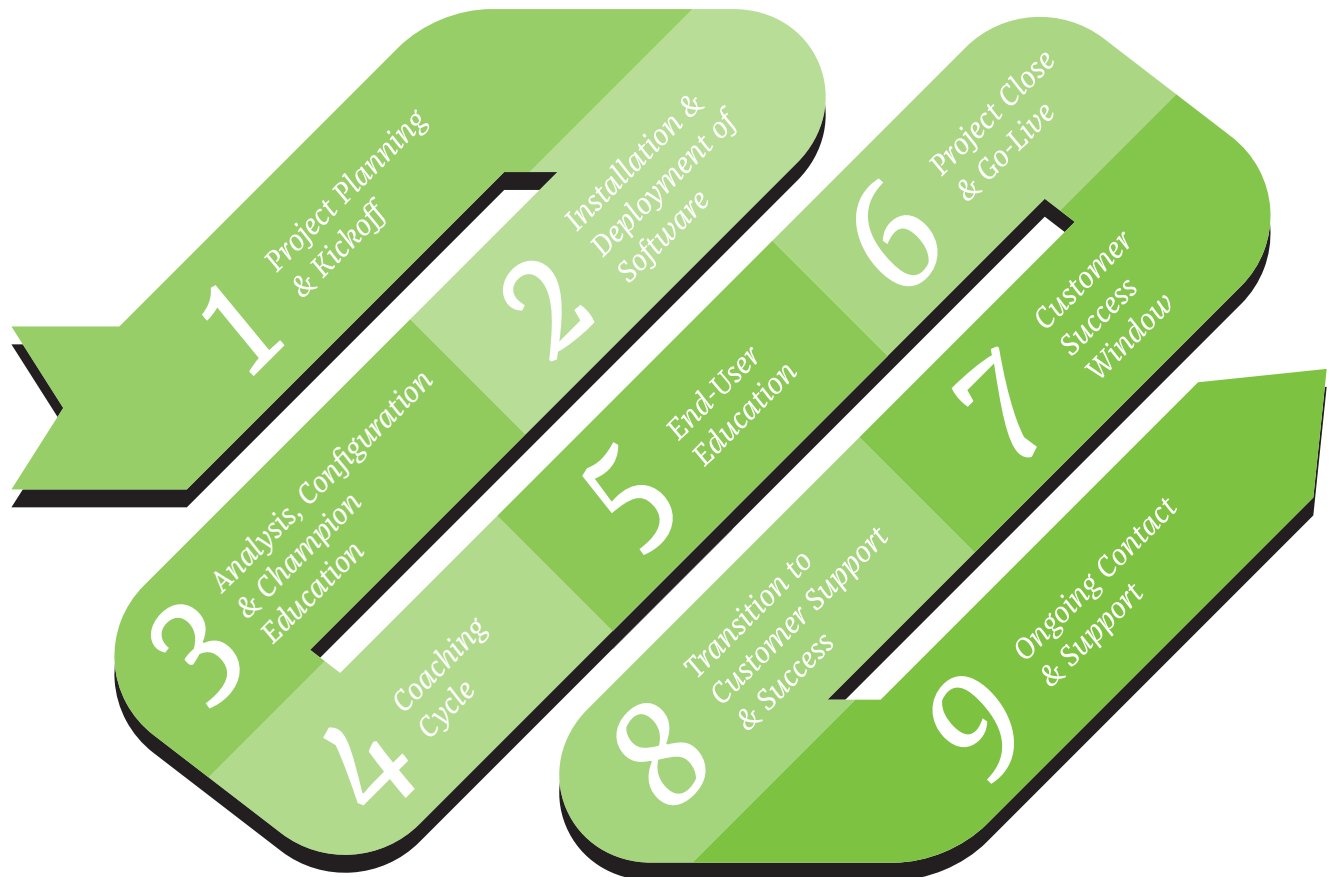 1
Project Planning
& Kickoff
2
Installation &
Deployment of
Software
3
Analysis, Configuration
& Champion
Education
4
Coaching
Cycle
5
End-User
Education
6
Project Close
& Go-Live
7
Customer
Success
Window
8
Transition to
Customer Support
& Success
9
Ongoing Contact
& Support